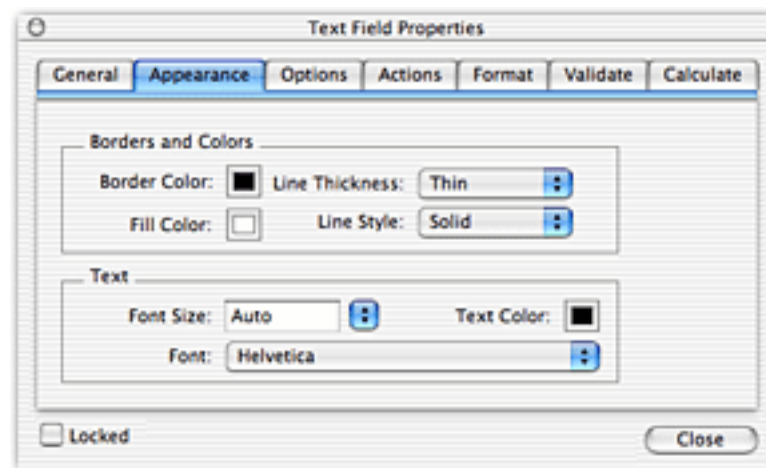 Text Field Properties
General Appearance Options Actions Format Validate Calculate
Borders and Colors
Border Color: Line Thickness: Thin
Fill Color: Line Style: Solid
Text
Font Size: Auto Text Color:
Font: Helvetica
Locked Close